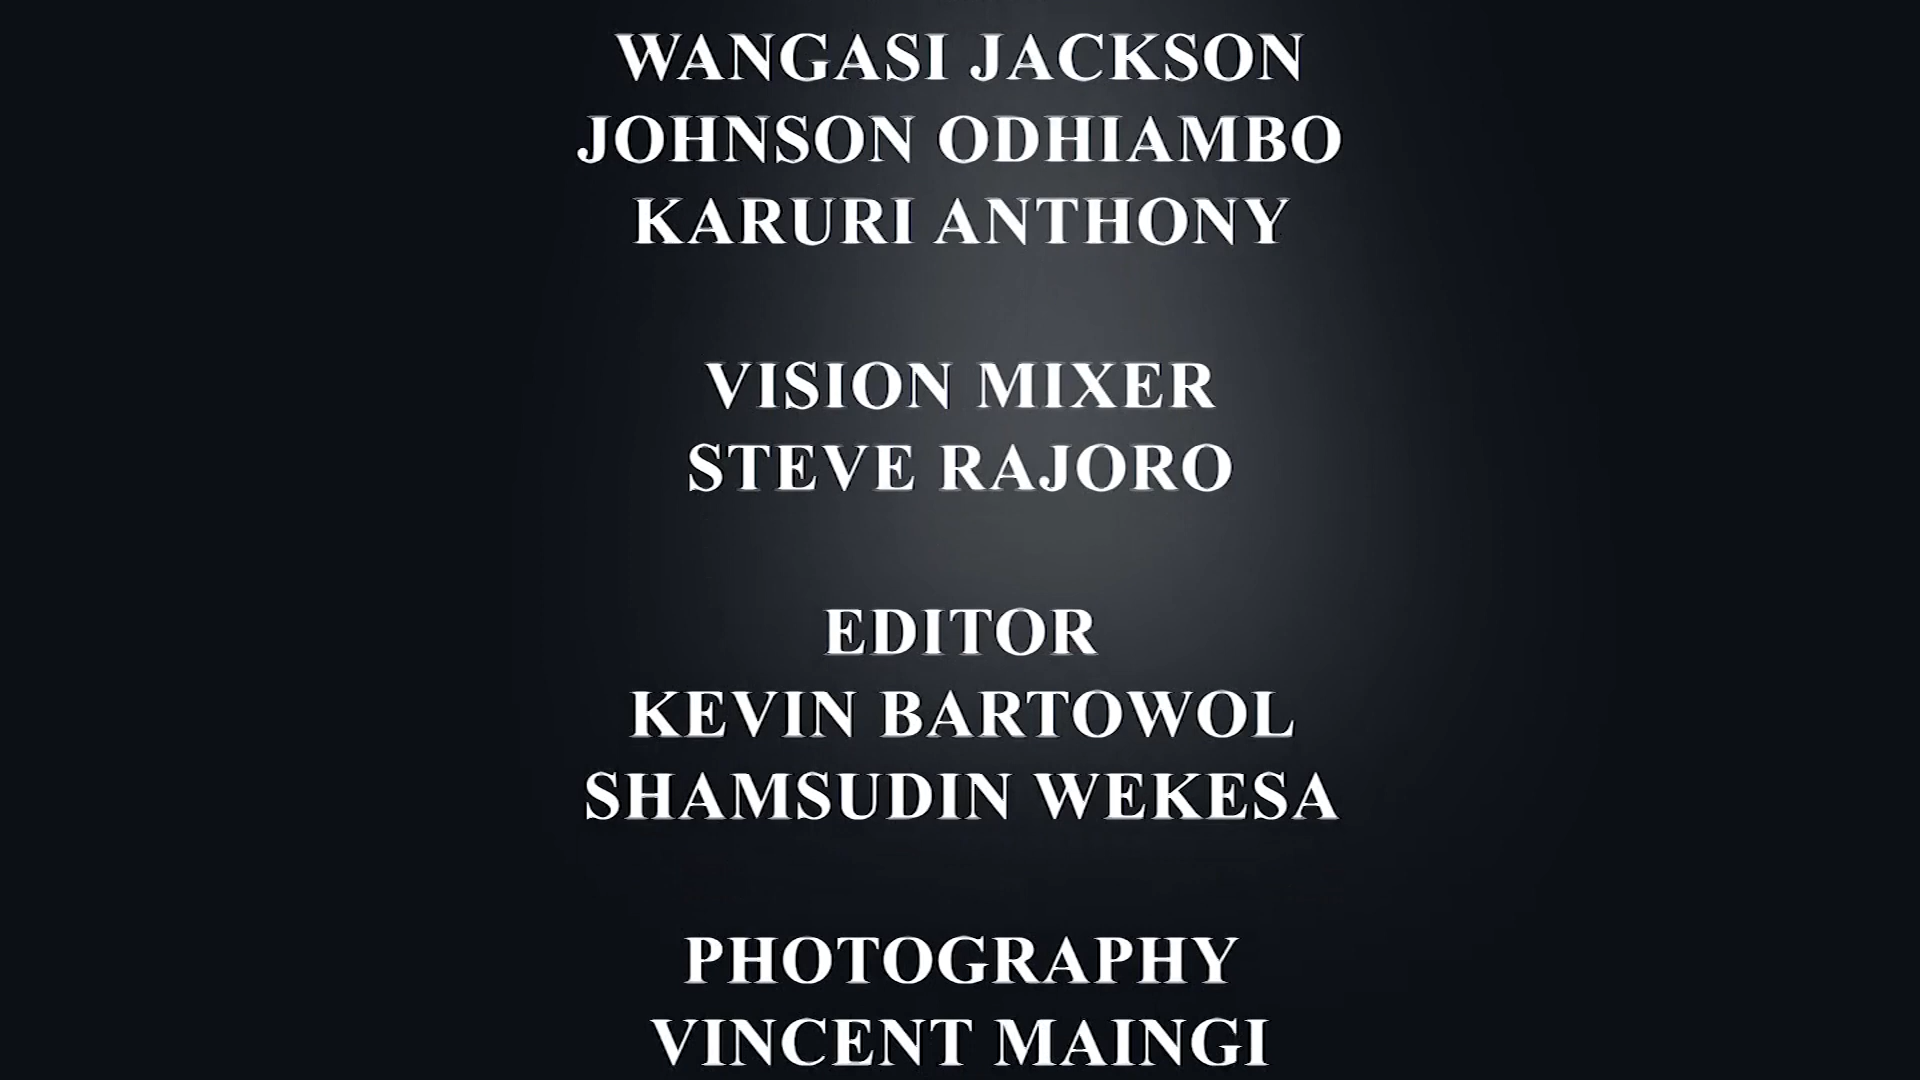 WANGASI JACKSON
JOHNSON ODHIAMBO
KARURI ANTHONY
VISION MIXER
STEVE RAJORO
EDITOR
KEVIN BARTOWOL
SHAMSUDIN WEKESA
PHOTOGRAPHY
VINCENT MAINGI